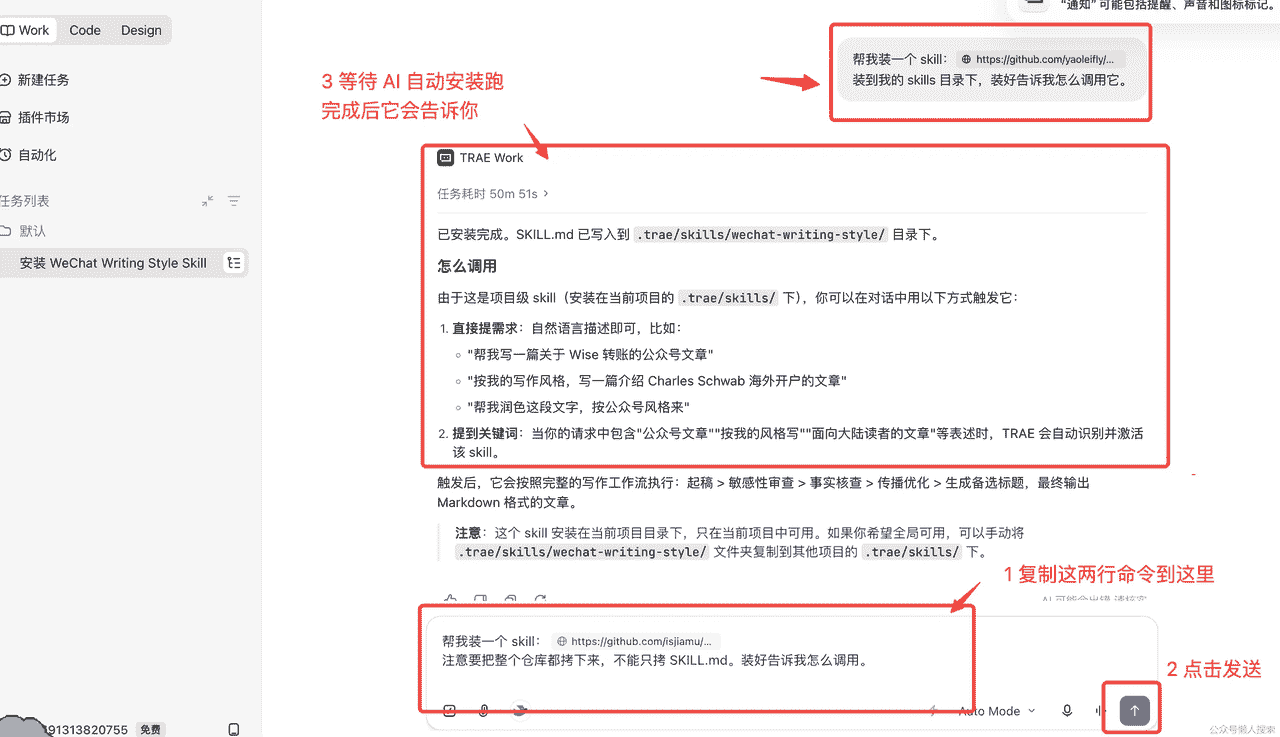 "通知"可能包括提醒、声音和图标标记。
Work Code Design
新建任务
插件市场
自动化
任务列表
默认
安装 WeChat Writing Style Skill
91313820755 免费
帮我装一个 skill： https://github.com/yaoleifly/...
装到我的 skills 目录下，装好告诉我怎么调用它。
3 等待 AI 自动安装跑
完成后它会告诉你
TRAE Work
任务耗时 50m 51s >
已安装完成。SKILL.md 已写入到 .trae/skills/wechat-writing-style/ 目录下。
怎么调用
由于这是项目级 skill（安装在当前项目的 .trae/skills/ 下），你可以在对话中用以下方式触发它：
1. 直接提需求：自然语言描述即可，比如：
◦ "帮我写一篇关于 Wise 转账的公众号文章"
◦ "按我的写作风格，写一篇介绍 Charles Schwab 海外开户的文章"
◦ "帮我润色这段文字，按公众号风格来"
2. 提到关键词：当你的请求中包含"公众号文章""按我的风格写""面向大陆读者的文章"等表述时，TRAE 会自动识别并激活
该 skill。
触发后，它会按照完整的写作工作流执行：起稿 > 敏感性审查 > 事实核查 > 传播优化 > 生成备选标题，最终输出
Markdown 格式的文章。
注意：这个 skill 安装在当前项目目录下，只在当前项目中可用。如果你希望全局可用，可以手动将
.trae/skills/wechat-writing-style/ 文件夹复制到其他项目的 .trae/skills/ 下。
1 复制这两行命令到这里
帮我装一个 skill： https://github.com/isjiamu/...
注意要把整个仓库都拷下来，不能只拷 SKILL.md。装好告诉我怎么调用。
2 点击发送
Auto Mode
公众号懒人搜索